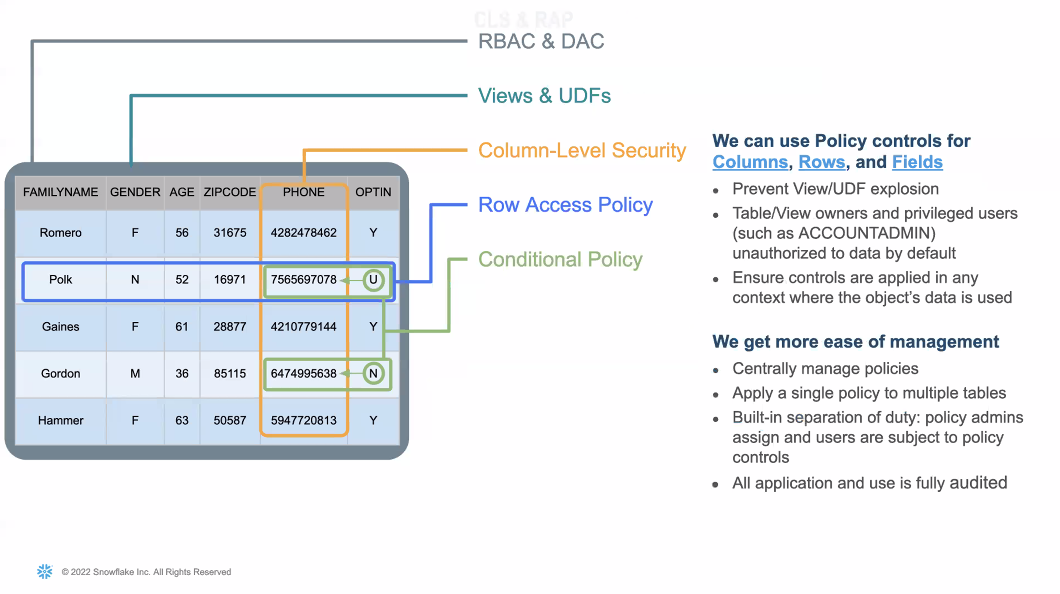 CLS & RAP
RBAC & DAC
Views & UDFs
Column-Level Security
Row Access Policy
Conditional Policy
FAMILYNAME GENDER AGE ZIPCODE PHONE OPTIN
Romero F 56 31675 4282478462 Y
Polk N 52 16971 7565697078 U
Gaines F 61 28877 4210779144 Y
Gordon M 36 85115 6474995638 N
Hammer F 63 50587 5947720813 Y
We can use Policy controls for
Columns, Rows, and Fields
• Prevent View/UDF explosion
• Table/View owners and privileged users
(such as ACCOUNTADMIN)
unauthorized to data by default
• Ensure controls are applied in any
context where the object's data is used
We get more ease of management
• Centrally manage policies
• Apply a single policy to multiple tables
• Built-in separation of duty: policy admins
assign and users are subject to policy
controls
• All application and use is fully audited
© 2022 Snowflake Inc. All Rights Reserved